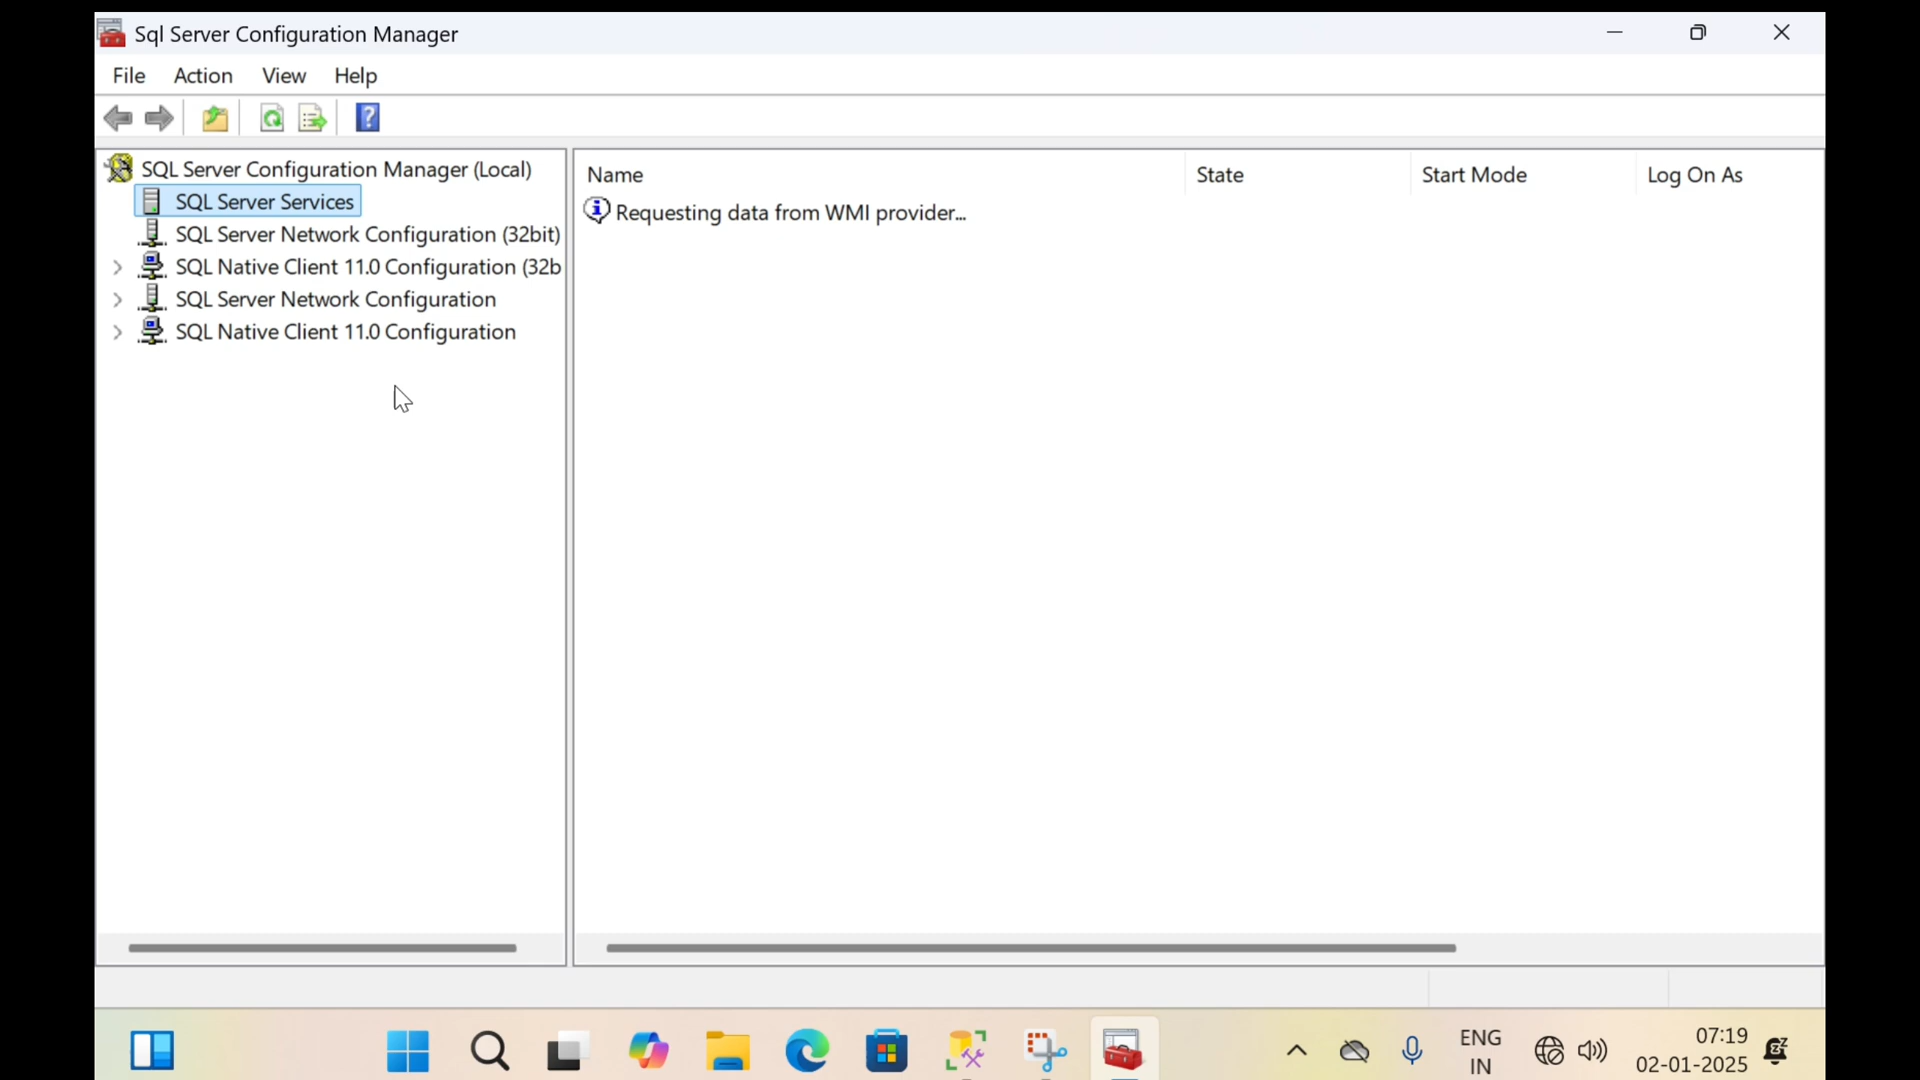 Sql Server Configuration Manager
File Action View Help
SQL Server Configuration Manager (Local)
SQL Server Services
SQL Server Network Configuration (32bit)
SQL Native Client 11.0 Configuration (32b
SQL Server Network Configuration
SQL Native Client 11.0 Configuration
Name State Start Mode Log On As
Requesting data from WMI provider...
ENG
IN
07:19
02-01-2025